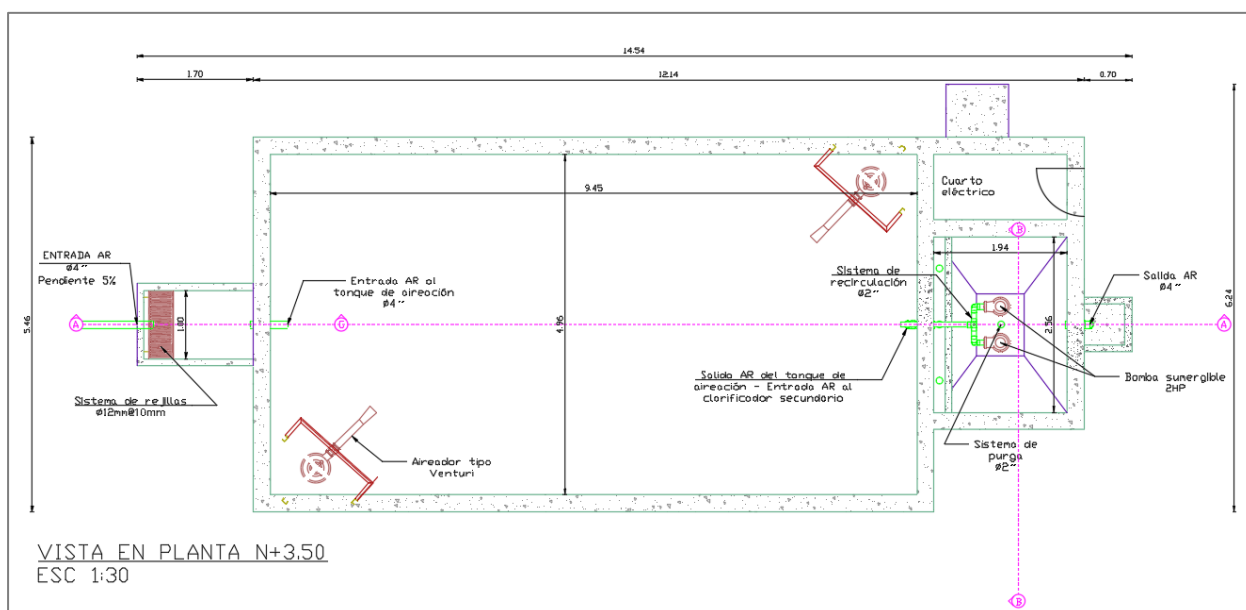 14.54
1.70
12.14
0.70
9.45
Cuarto
eléctrico
B
1.94
ENTRADA AR
ø4"
Pendiente 5%
Entrada AR al
tanque de aireación
ø4"
Sistema de
recirculación
ø2"
Salida AR
ø4"
5.46
A
1.00
G
4.96
2.56
A
6.24
Sistema de rejillas
ø12mm@10mm
Salida AR del tanque de
aireación - Entrada AR al
clarificador secundario
Bomba sumergible
2HP
Aireador tipo
Venturi
Sistema de
purga
ø2"
VISTA EN PLANTA N+3,50
ESC 1:30
B